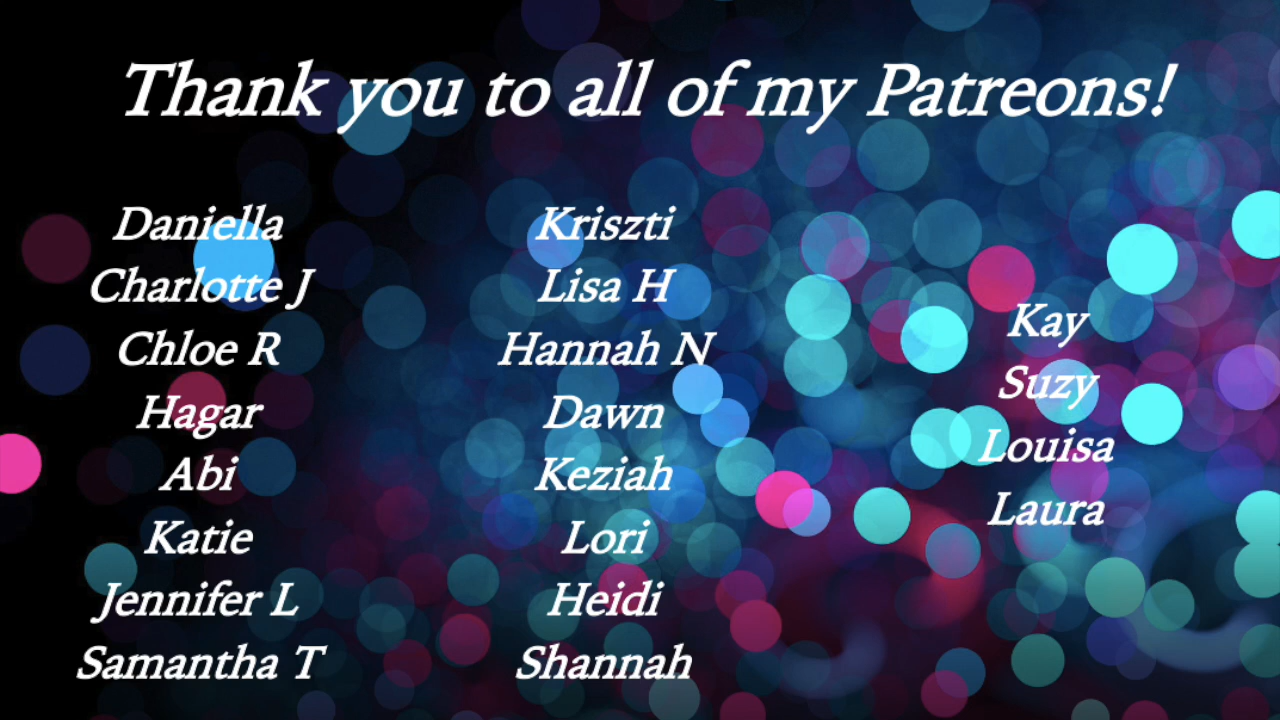 Thank you to all of my Patreons!
Daniella
Charlotte J
Chloe R
Hagar
Abi
Katie
Jennifer L
Samantha T
Kriszti
Lisa H
Hannah N
Dawn
Keziah
Lori
Heidi
Shannah
Kay
Suzy
Louisa
Laura